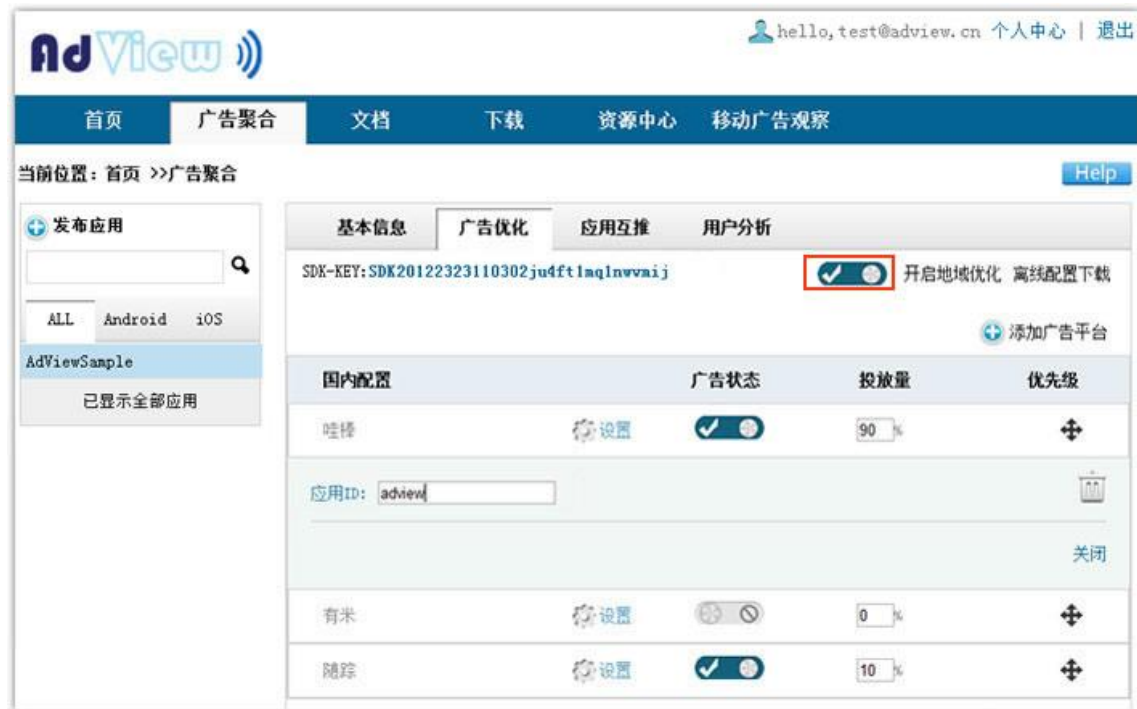 AdView
hello,test@adview.cn 个人中心 | 退出
首页 广告聚合 文档 下载 资源中心 移动广告观察
当前位置：首页 >>广告聚合 Help
发布应用
ALL Android iOS
AdViewSample
已显示全部应用
基本信息 广告优化 应用互推 用户分析
SDK-KEY:SDK20122323110302ju4ft1mq1nwvmij 开启地域优化 离线配置下载
添加广告平台
国内配置 广告状态 投放量 优先级
哇棒 设置 90 %
应用ID: adview
关闭
有米 设置 0 %
随踪 设置 10 %